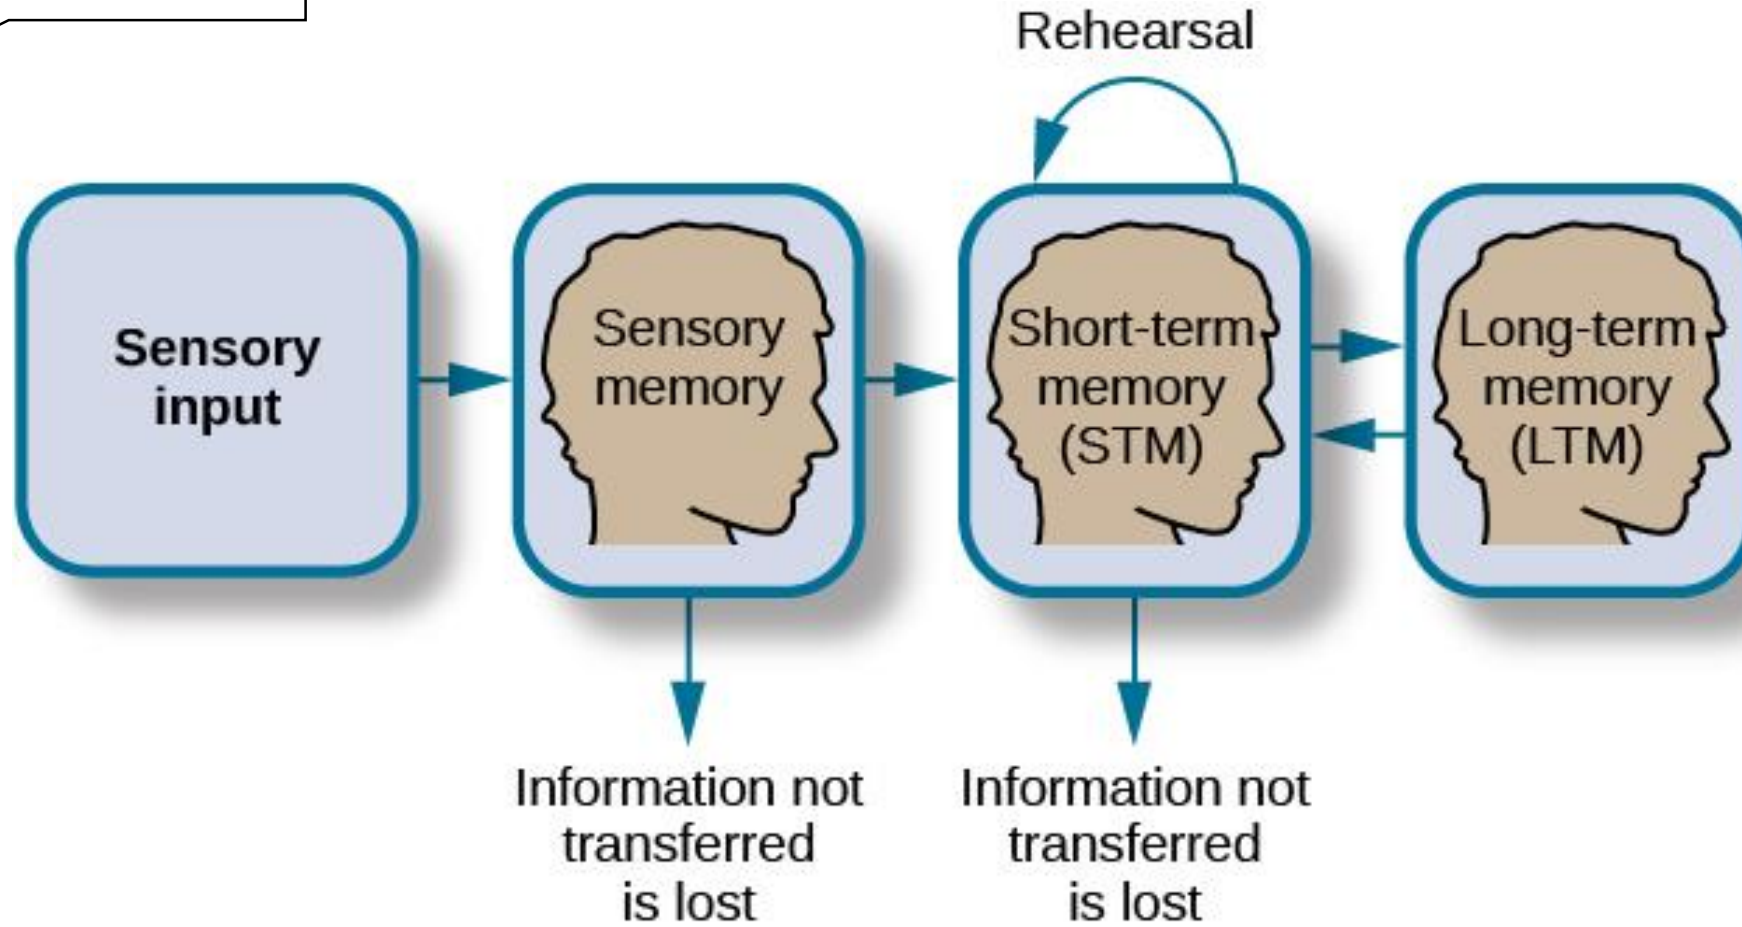 Rehearsal
Sensory
input
Sensory
memory
Short-term
memory
(STM)
Long-term
memory
(LTM)
Information not
transferred
is lost
Information not
transferred
is lost